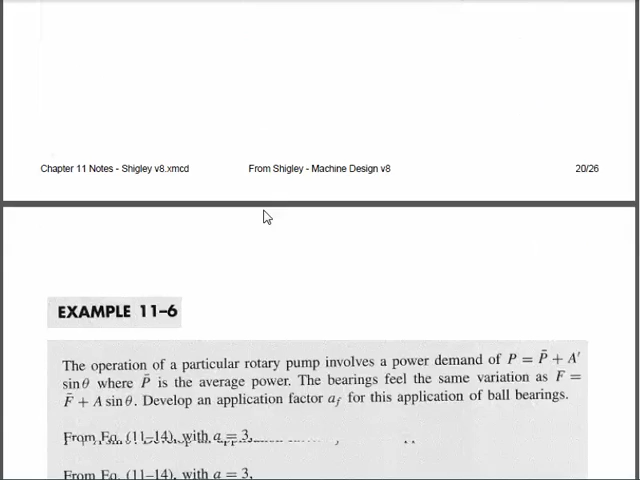 Chapter 11 Notes - Shigley v8.xmcd From Shigley - Machine Design v8 20/26
EXAMPLE 11–6
The operation of a particular rotary pump involves a power demand of P = P̄ + A′
sin θ where P̄ is the average power. The bearings feel the same variation as F =
F̄ + A sin θ. Develop an application factor a_f for this application of ball bearings.
From Eq. (11–14), with a = 3,
From Eq. (11–14), with a = 3,